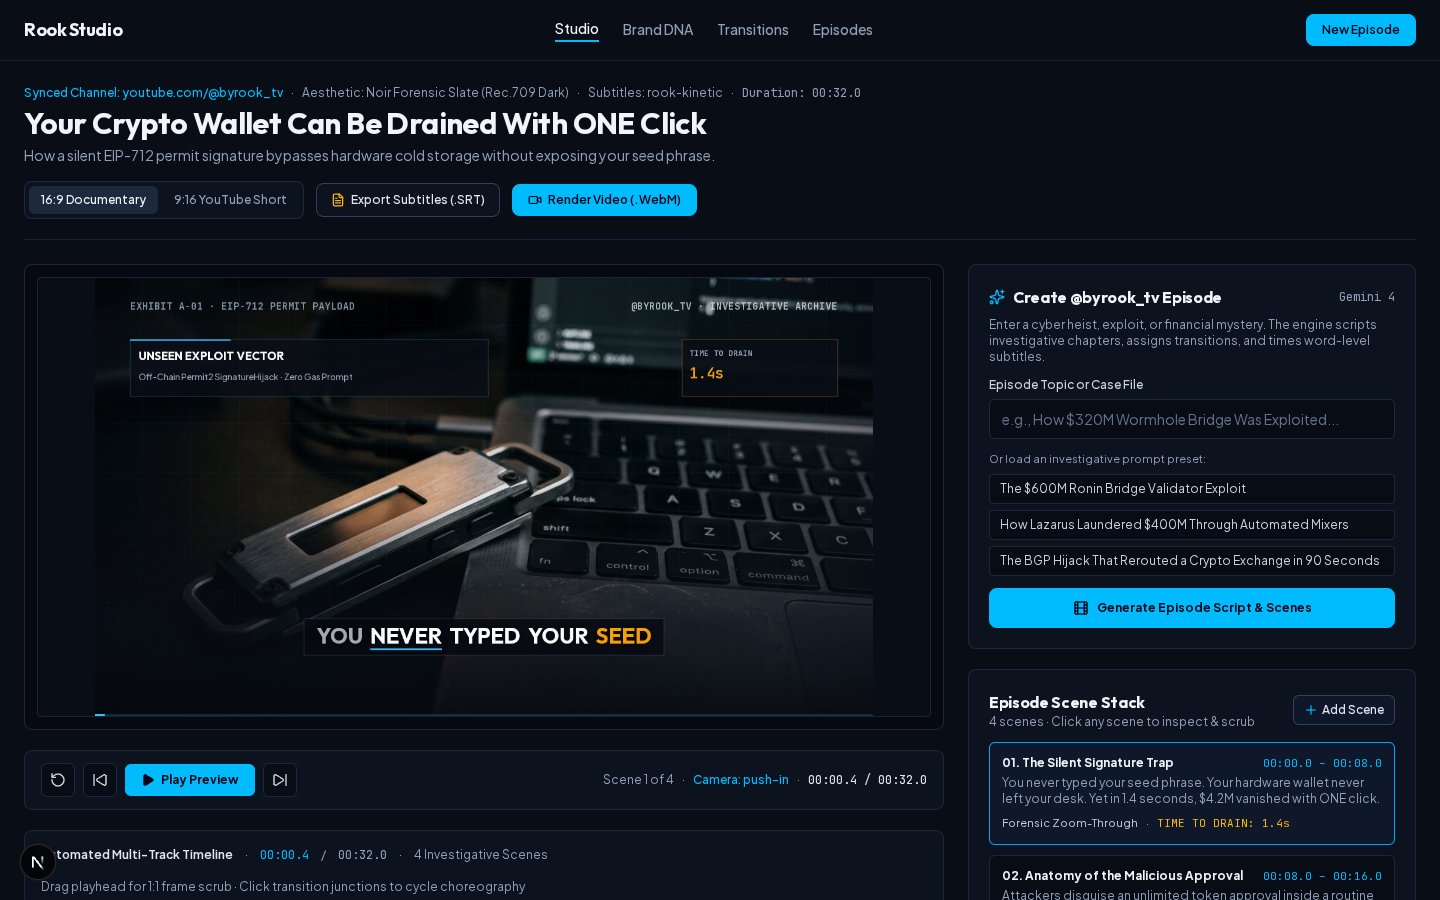 Rook Studio
Studio
Brand DNA
Transitions
Episodes
New Episode
Synced Channel: youtube.com/@byrook_tv · Aesthetic: Noir Forensic Slate (Rec.709 Dark) · Subtitles: rook-kinetic · Duration: 00:32.0
Your Crypto Wallet Can Be Drained With ONE Click
How a silent EIP-712 permit signature bypasses hardware cold storage without exposing your seed phrase.
16:9 Documentary
9:16 YouTube Short
Export Subtitles (.SRT)
Render Video (.WebM)
EXHIBIT A-01 · EIP-712 PERMIT PAYLOAD
@BYROOK_TV · INVESTIGATIVE ARCHIVE
UNSEEN EXPLOIT VECTOR
Off-Chain Permit2 Signature Hijack · Zero Gas Prompt
TIME TO DRAIN
1.4s
Q W E
A S D F
Z X C
shift
fn
control
option
command
YOU NEVER TYPED YOUR SEED
Play Preview
Scene 1 of 4 · Camera: push-in · 00:00.4 / 00:32.0
tomated Multi-Track Timeline · 00:00.4 / 00:32.0 · 4 Investigative Scenes
Drag playhead for 1:1 frame scrub · Click transition junctions to cycle choreography
N
Create @byrook_tv Episode
Gemini 4
Enter a cyber heist, exploit, or financial mystery. The engine scripts
investigative chapters, assigns transitions, and times word-level
subtitles.
Episode Topic or Case File
e.g., How $320M Wormhole Bridge Was Exploited...
Or load an investigative prompt preset:
The $600M Ronin Bridge Validator Exploit
How Lazarus Laundered $400M Through Automated Mixers
The BGP Hijack That Rerouted a Crypto Exchange in 90 Seconds
Generate Episode Script & Scenes
Episode Scene Stack
4 scenes · Click any scene to inspect & scrub
Add Scene
01. The Silent Signature Trap
00:00.0 – 00:08.0
You never typed your seed phrase. Your hardware wallet never
left your desk. Yet in 1.4 seconds, $4.2M vanished with ONE click.
Forensic Zoom-Through · TIME TO DRAIN: 1.4s
02. Anatomy of the Malicious Approval
00:08.0 – 00:16.0
Attackers disguise an unlimited token approval inside a routine